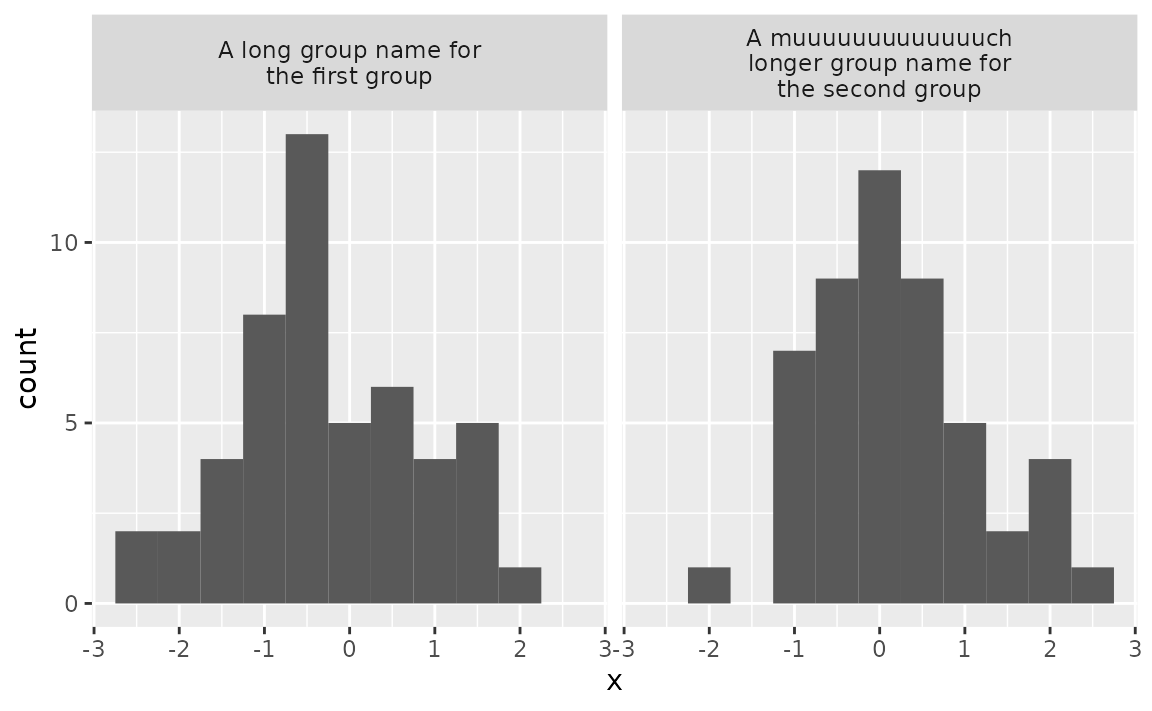 A long group name for
the first group
A muuuuuuuuuuuuuch
longer group name for
the second group
10
5
0
count
-3 -2 -1 0 1 2 3
-3 -2 -1 0 1 2 3
x